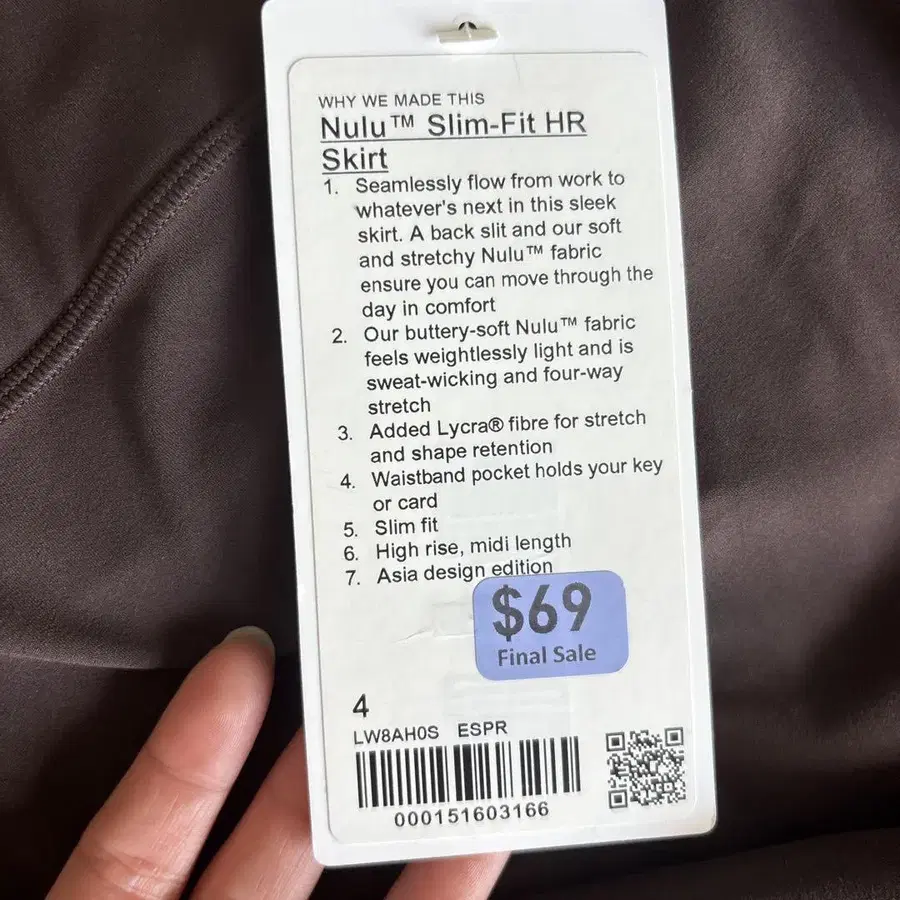 WHY WE MADE THIS
Nulu™ Slim-Fit HR
Skirt
1. Seamlessly flow from work to
whatever's next in this sleek
skirt. A back slit and our soft
and stretchy Nulu™ fabric
ensure you can move through the
day in comfort
2. Our buttery-soft Nulu™ fabric
feels weightlessly light and is
sweat-wicking and four-way
stretch
3. Added Lycra® fibre for stretch
and shape retention
4. Waistband pocket holds your key
or card
5. Slim fit
6. High rise, midi length
7. Asia design edition
$69
Final Sale
4
LW8AH0S ESPR
000151603166